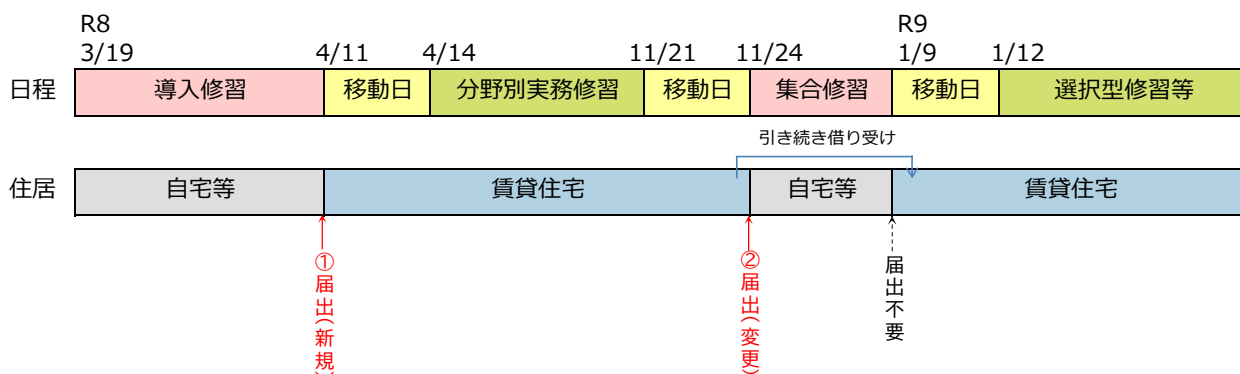 R8
R9
3/19
4/11
4/14
11/21
11/24
1/9
1/12
日程
導入修習
移動日
分野別実務修習
移動日
集合修習
移動日
選択型修習等
引き続き借り受け
住居
自宅等
賃貸住宅
自宅等
賃貸住宅
①届出(新規)
②届出(変更)
届出不要